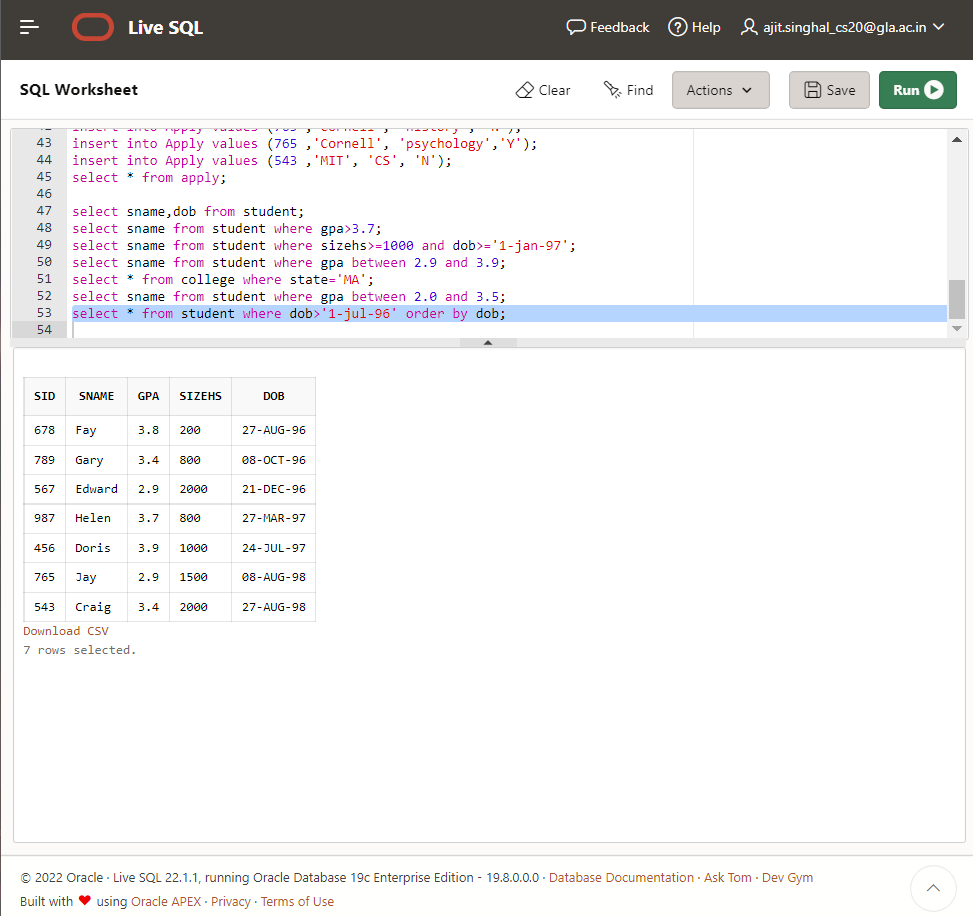 Live SQL
Feedback
Help
ajit.singhal_cs20@gla.ac.in
SQL Worksheet
Clear
Find
Actions
Save
Run
42 insert into Apply values (765 ,'Cornell', 'history', 'N');
43 insert into Apply values (765 ,'Cornell', 'psychology','Y');
44 insert into Apply values (543 ,'MIT', 'CS', 'N');
45 select * from apply;
46
47 select sname,dob from student;
48 select sname from student where gpa>3.7;
49 select sname from student where sizehs>=1000 and dob>='1-jan-97';
50 select sname from student where gpa between 2.9 and 3.9;
51 select * from college where state='MA';
52 select sname from student where gpa between 2.0 and 3.5;
53 select * from student where dob>'1-jul-96' order by dob;
54
SID SNAME GPA SIZEHS DOB
678 Fay 3.8 200 27-AUG-96
789 Gary 3.4 800 08-OCT-96
567 Edward 2.9 2000 21-DEC-96
987 Helen 3.7 800 27-MAR-97
456 Doris 3.9 1000 24-JUL-97
765 Jay 2.9 1500 08-AUG-98
543 Craig 3.4 2000 27-AUG-98
Download CSV
7 rows selected.
© 2022 Oracle · Live SQL 22.1.1, running Oracle Database 19c Enterprise Edition - 19.8.0.0.0 · Database Documentation · Ask Tom · Dev Gym
Built with ❤ using Oracle APEX · Privacy · Terms of Use